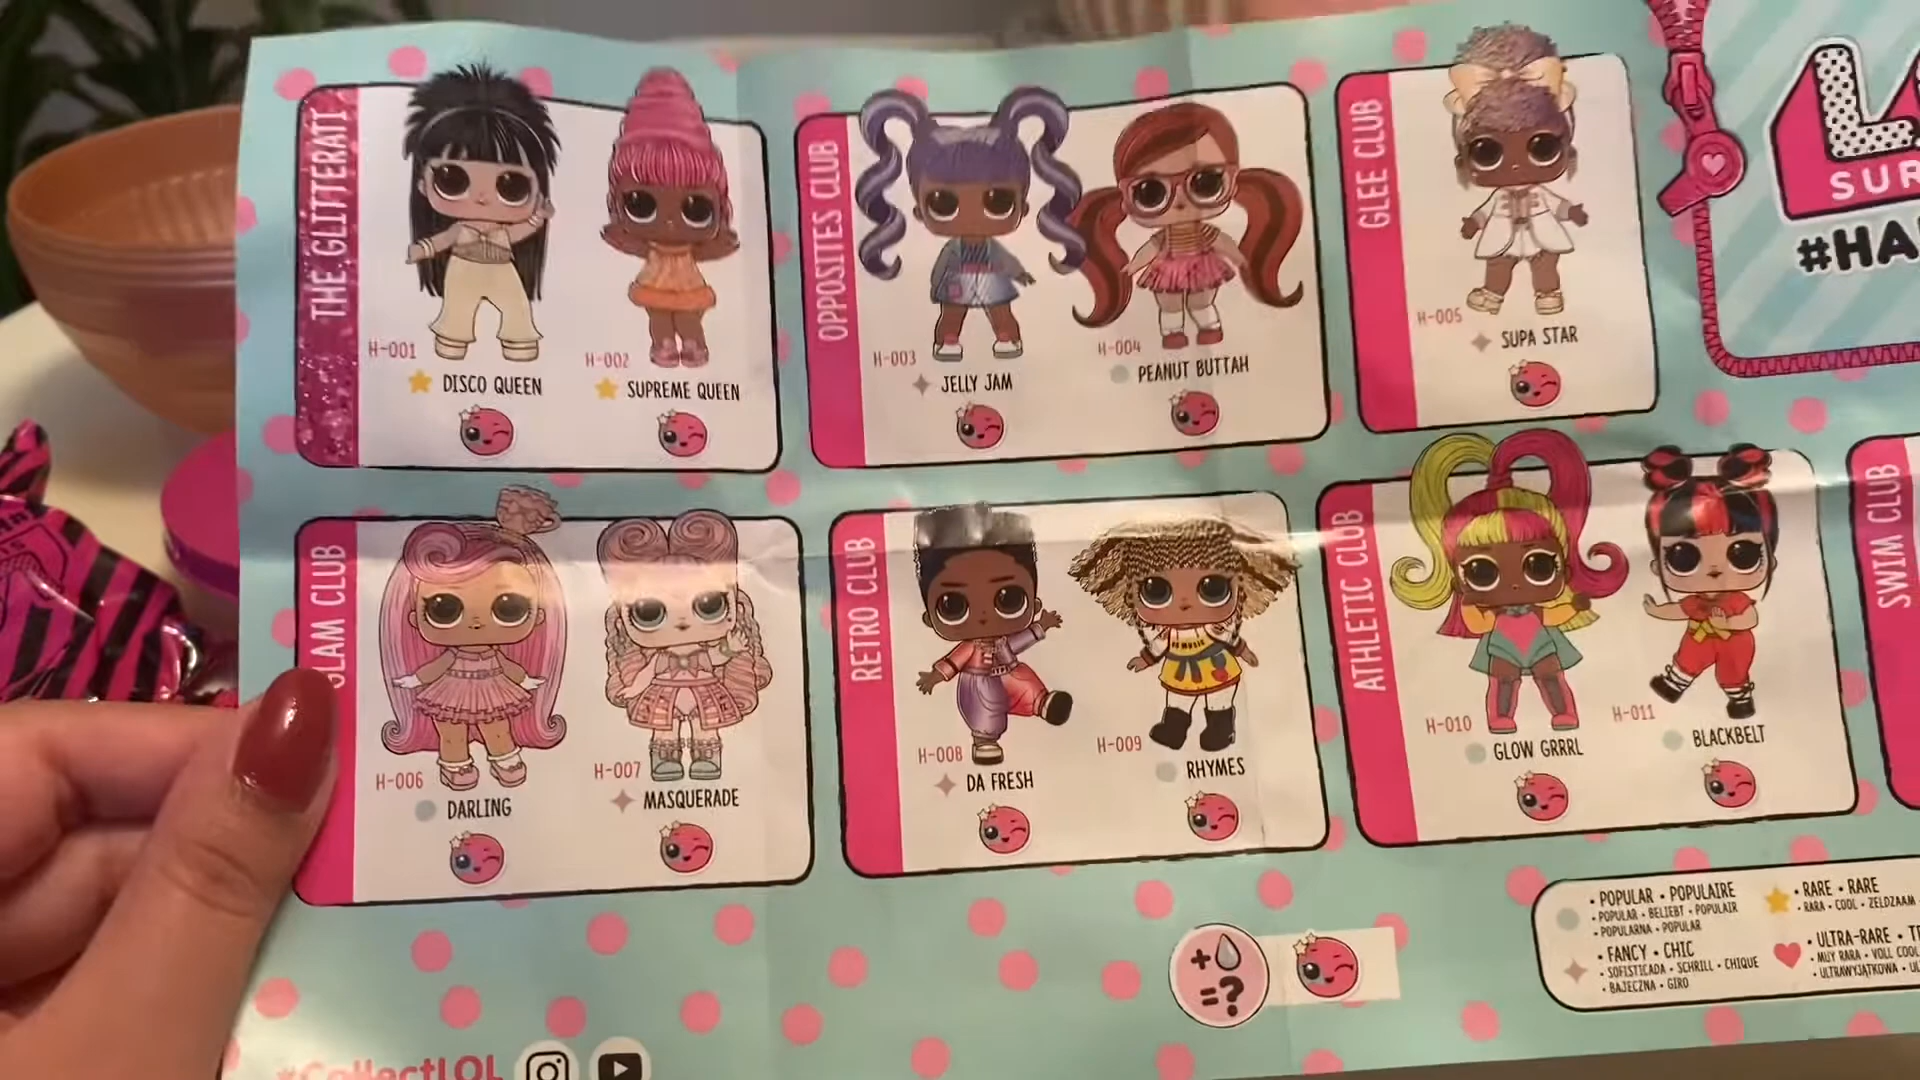 THE GLITTERATI
H-001
DISCO QUEEN
H-002
SUPREME QUEEN
OPPOSITES CLUB
H-003
JELLY JAM
H-004
PEANUT BUTTAH
GLEE CLUB
H-005
SUPA STAR
SUR
#HA
GLAM CLUB
H-006
DARLING
H-007
MASQUERADE
RETRO CLUB
H-008
DA FRESH
H-009
RHYMES
ATHLETIC CLUB
H-010
GLOW GRRRL
H-011
BLACKBELT
SWIM CLUB
• POPULAR • POPULAIRE
• POPULAR • BELIEBT • POPULAIR
• POPULARNA • POPULAR
• FANCY • CHIC
• SOFISTICADA • SCHRILL • CHIQUE
• BAJECZNA • GIRO
• RARE • RARE
• RARA • COOL • ZELDZAAM
• ULTRA-RARE •
• MUY RARA • VOLL COOL
• ULTRAWYJĄTKOWA •
+
=?
#CollectLOL